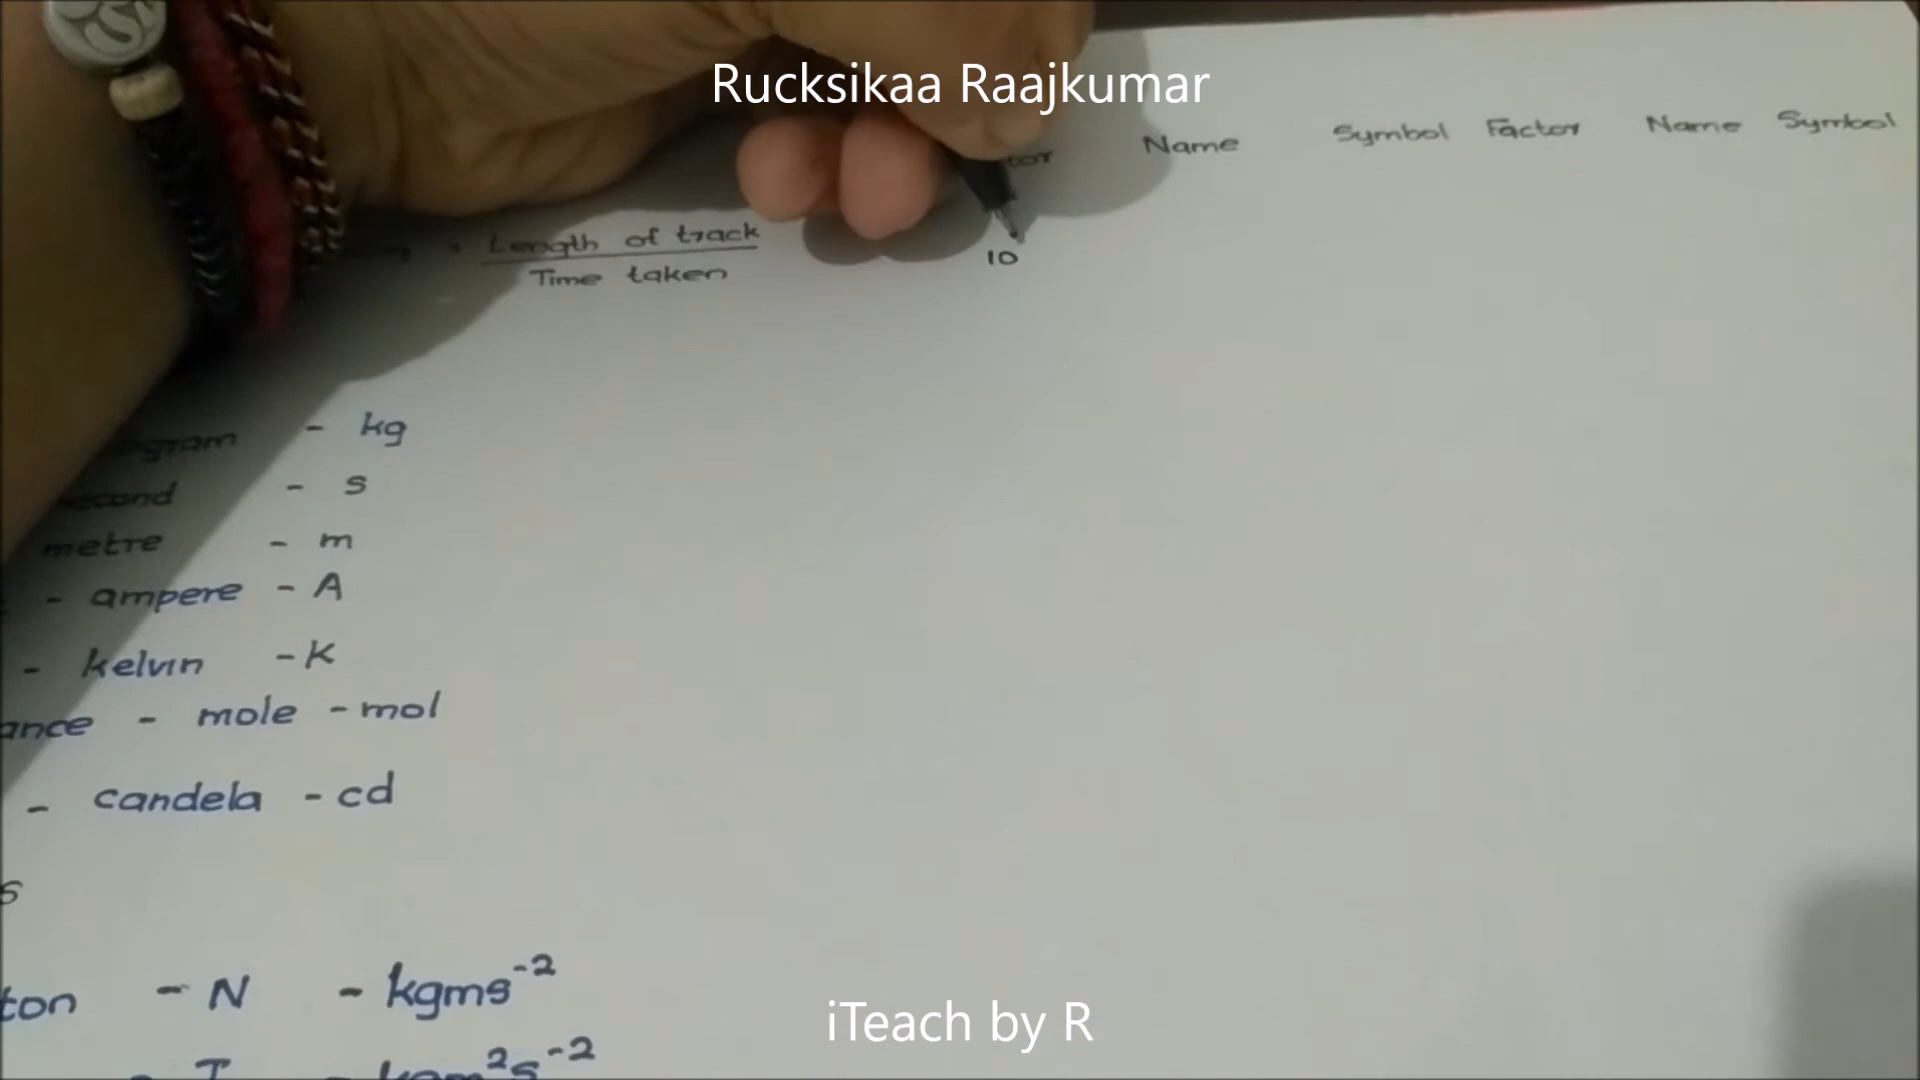 Rucksikaa Raajkumar
Name Symbol Factor Name Symbol
Length of track
Time taken
10
- kg
second - s
metre - m
- ampere - A
- kelvin - K
- mole - mol
- candela - cd
s
- N - kgms⁻²
iTeach by R